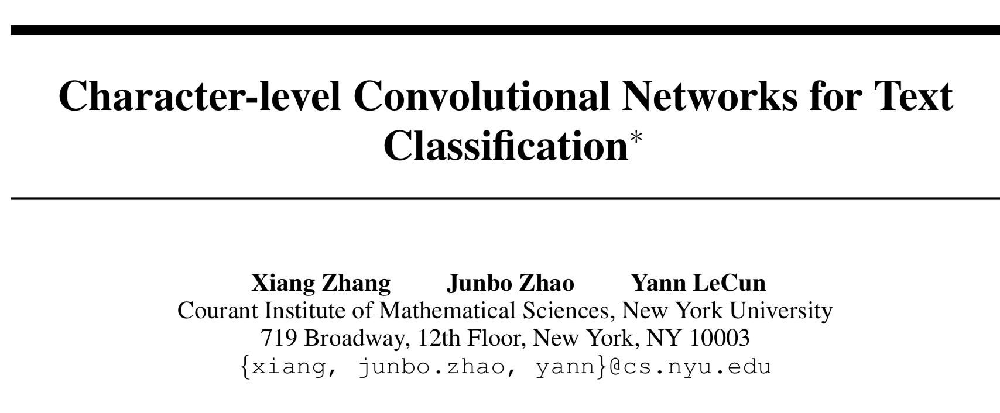 Character-level Convolutional Networks for Text
Classification*
Xiang Zhang Junbo Zhao Yann LeCun
Courant Institute of Mathematical Sciences, New York University
719 Broadway, 12th Floor, New York, NY 10003
{xiang, junbo.zhao, yann}@cs.nyu.edu